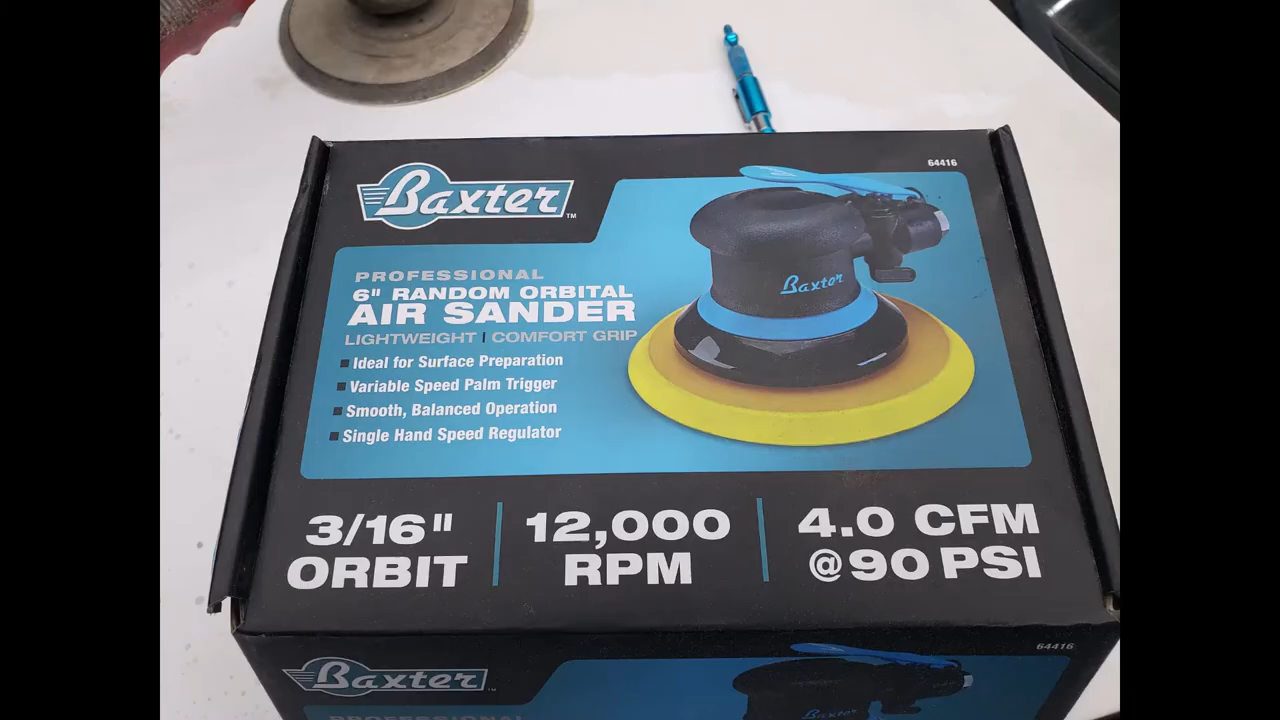 64416
Baxter™
PROFESSIONAL
6" RANDOM ORBITAL
AIR SANDER
LIGHTWEIGHT | COMFORT GRIP
Ideal for Surface Preparation
Variable Speed Palm Trigger
Smooth, Balanced Operation
Single Hand Speed Regulator
Baxter
3/16" ORBIT
12,000 RPM
4.0 CFM @90 PSI
64416
Baxter
PROFESSIONAL
Baxter